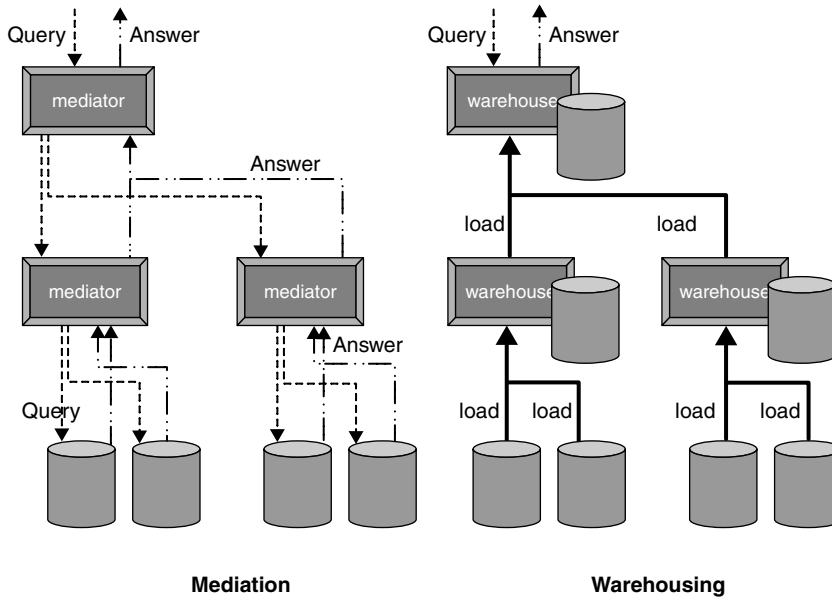 Query
Answer
mediator
Answer
mediator
mediator
Answer
Query
Mediation
Query
Answer
warehouse
load
load
warehouse
warehouse
load
load
load
load
Warehousing